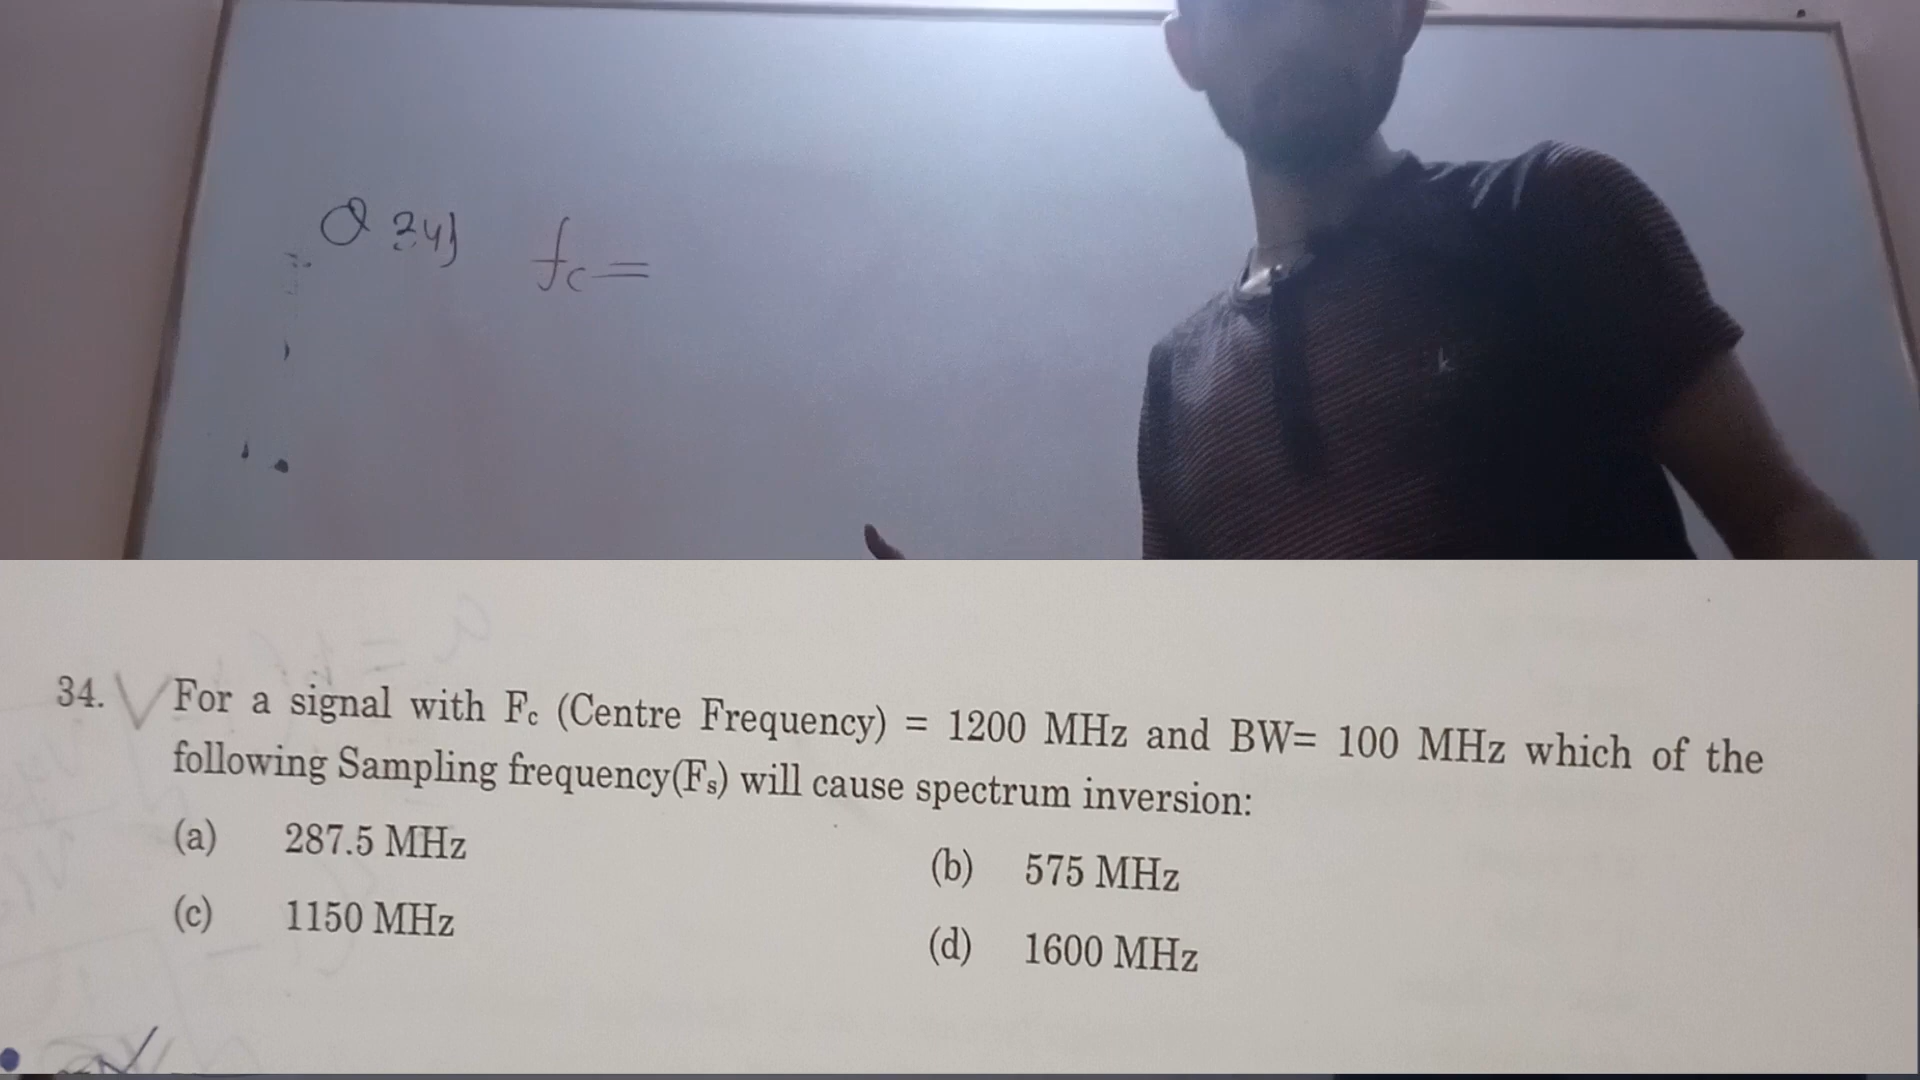 Q 34) fc =
34. For a signal with Fc (Centre Frequency) = 1200 MHz and BW= 100 MHz which of the
following Sampling frequency(Fs) will cause spectrum inversion:
(a) 287.5 MHz
(b) 575 MHz
(c) 1150 MHz
(d) 1600 MHz